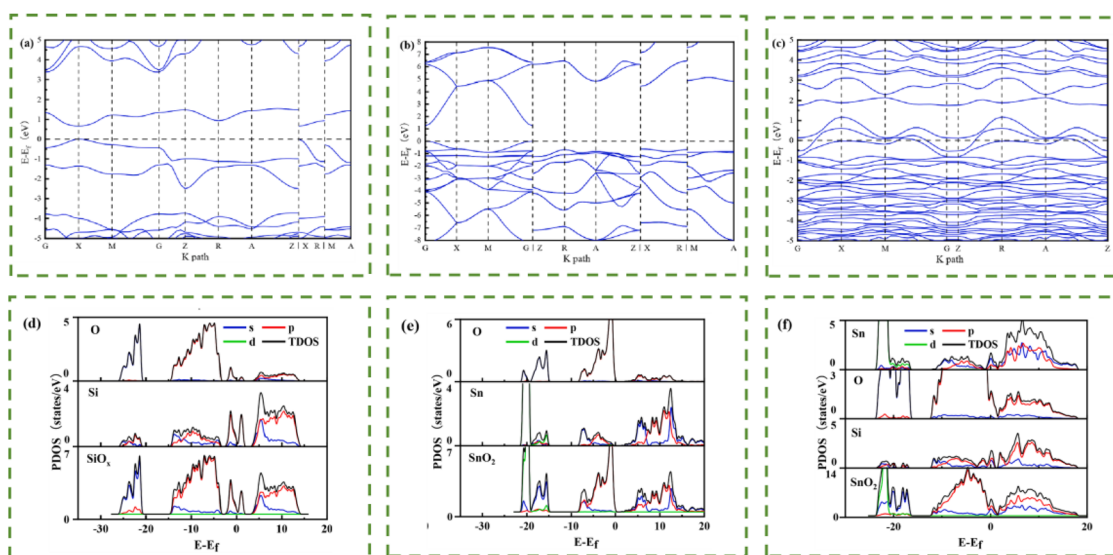 (a)
5
4
3
2
1
0
-1
-2
-3
-4
-5
E-Ef (eV)
G X M G Z R A Z X R M A
K path
(b)
8
7
6
5
4
3
2
1
0
-1
-2
-3
-4
-5
-6
-7
-8
E-Ef (eV)
G X M G Z R A Z X R M A
K path
(c)
5
4
3
2
1
0
-1
-2
-3
-4
-5
E-Ef (eV)
G X M G Z R A Z
K path
(d)
5
O
s p
d TDOS
0
4
Si
0
7
SiOx
0
PDOS (states/eV)
-30 -20 -10 0 10 20
E-Ef
(e)
6
O
s p
d TDOS
0
4
Sn
0
7
SnO2
0
PDOS (states/eV)
-30 -20 -10 0 10 20
E-Ef
(f)
5
Sn
s p
d TDOS
0
3
O
0
5
Si
0
14
SnO2
0
PDOS (states/eV)
-20 0 20
E-Ef